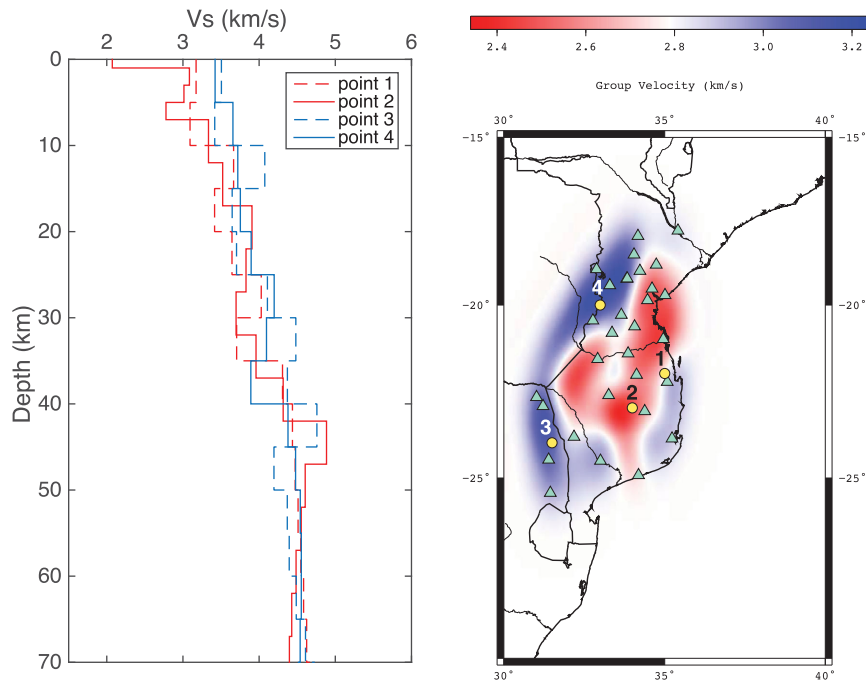 Vs (km/s)
2 3 4 5 6
0
10
20
30
40
50
60
70
Depth (km)
point 1
point 2
point 3
point 4
2.4 2.6 2.8 3.0 3.2
Group Velocity (km/s)
30° 35° 40°
-15° -15°
-20° -20°
-25° -25°
4
1
2
3
30° 35° 40°